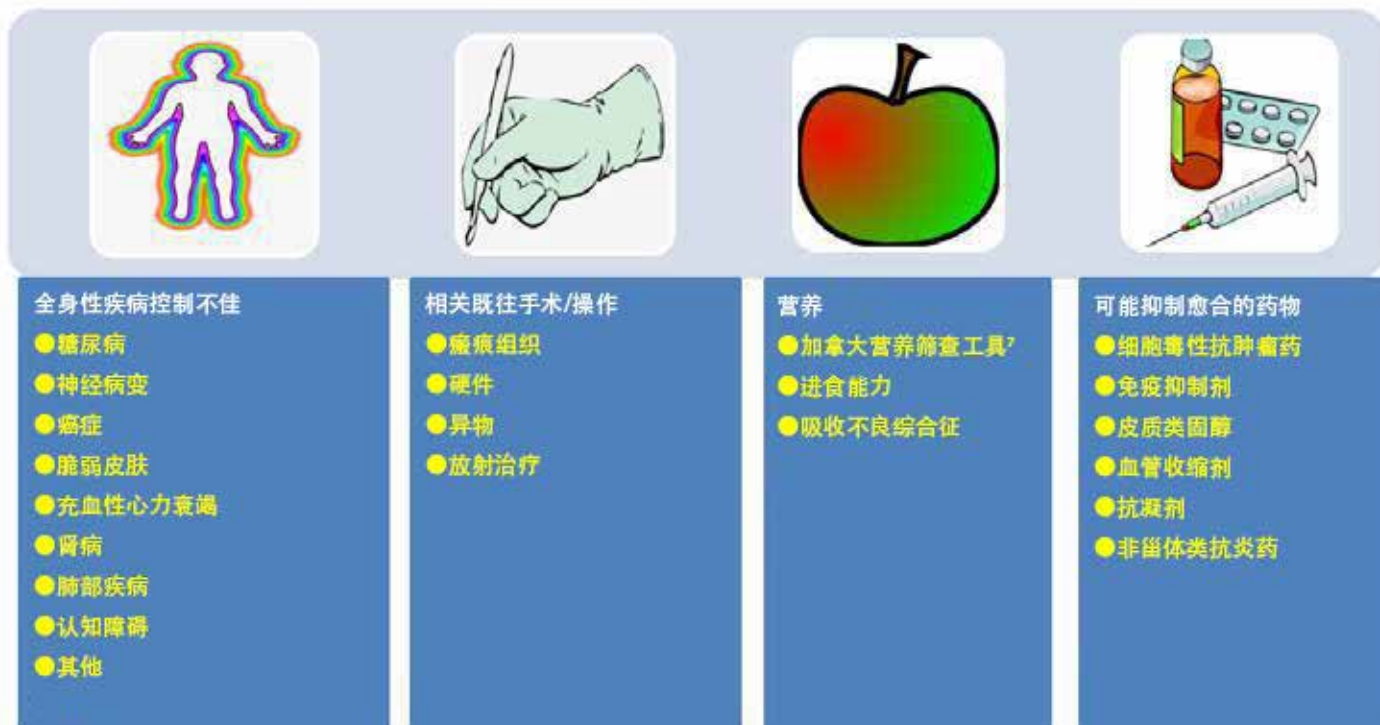 全身性疾病控制不佳
●糖尿病
●神经病变
●癌症
●脆弱皮肤
●充血性心力衰竭
●肾病
●肺部疾病
●认知障碍
●其他
相关既往手术/操作
●瘢痕组织
●硬件
●异物
●放射治疗
营养
●加拿大营养筛查工具⁷
●进食能力
●吸收不良综合征
可能抑制愈合的药物
●细胞毒性抗肿瘤药
●免疫抑制剂
●皮质类固醇
●血管收缩剂
●抗凝剂
●非甾体类抗炎药